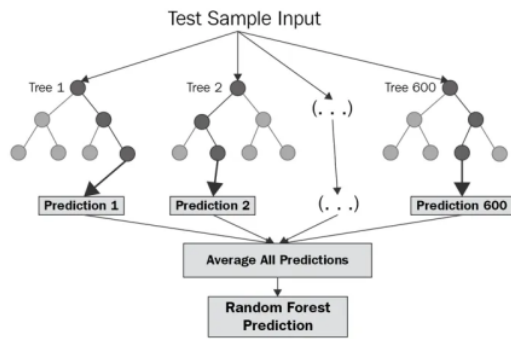 Test Sample Input
Tree 1
Tree 2
(. . .)
Tree 600
Prediction 1
Prediction 2
(. . .)
Prediction 600
Average All Predictions
Random Forest
Prediction